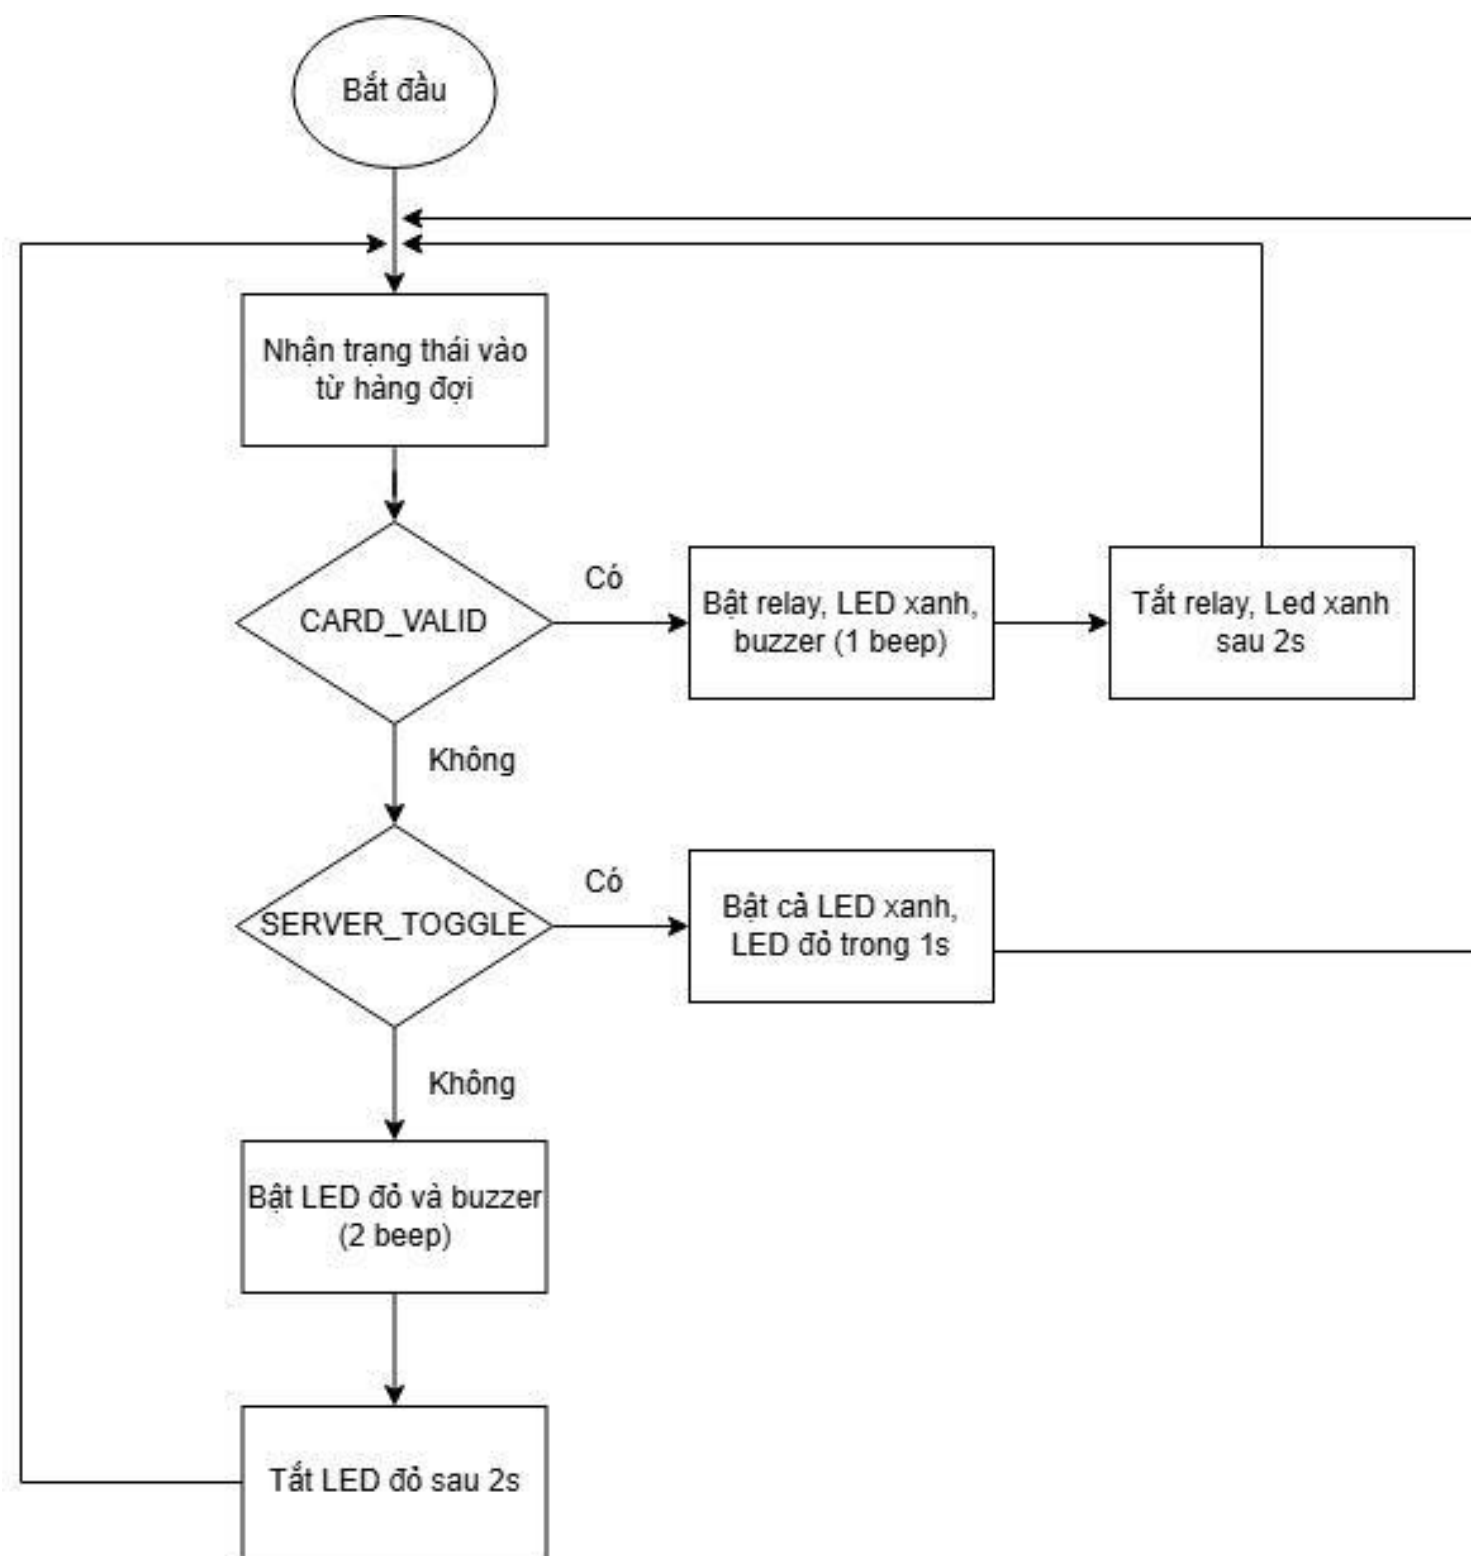 Bắt đầu
Nhận trạng thái vào
từ hàng đợi
CARD_VALID
Có
Bật relay, LED xanh,
buzzer (1 beep)
Tắt relay, Led xanh
sau 2s
Không
SERVER_TOGGLE
Có
Bật cả LED xanh,
LED đỏ trong 1s
Không
Bật LED đỏ và buzzer
(2 beep)
Tắt LED đỏ sau 2s